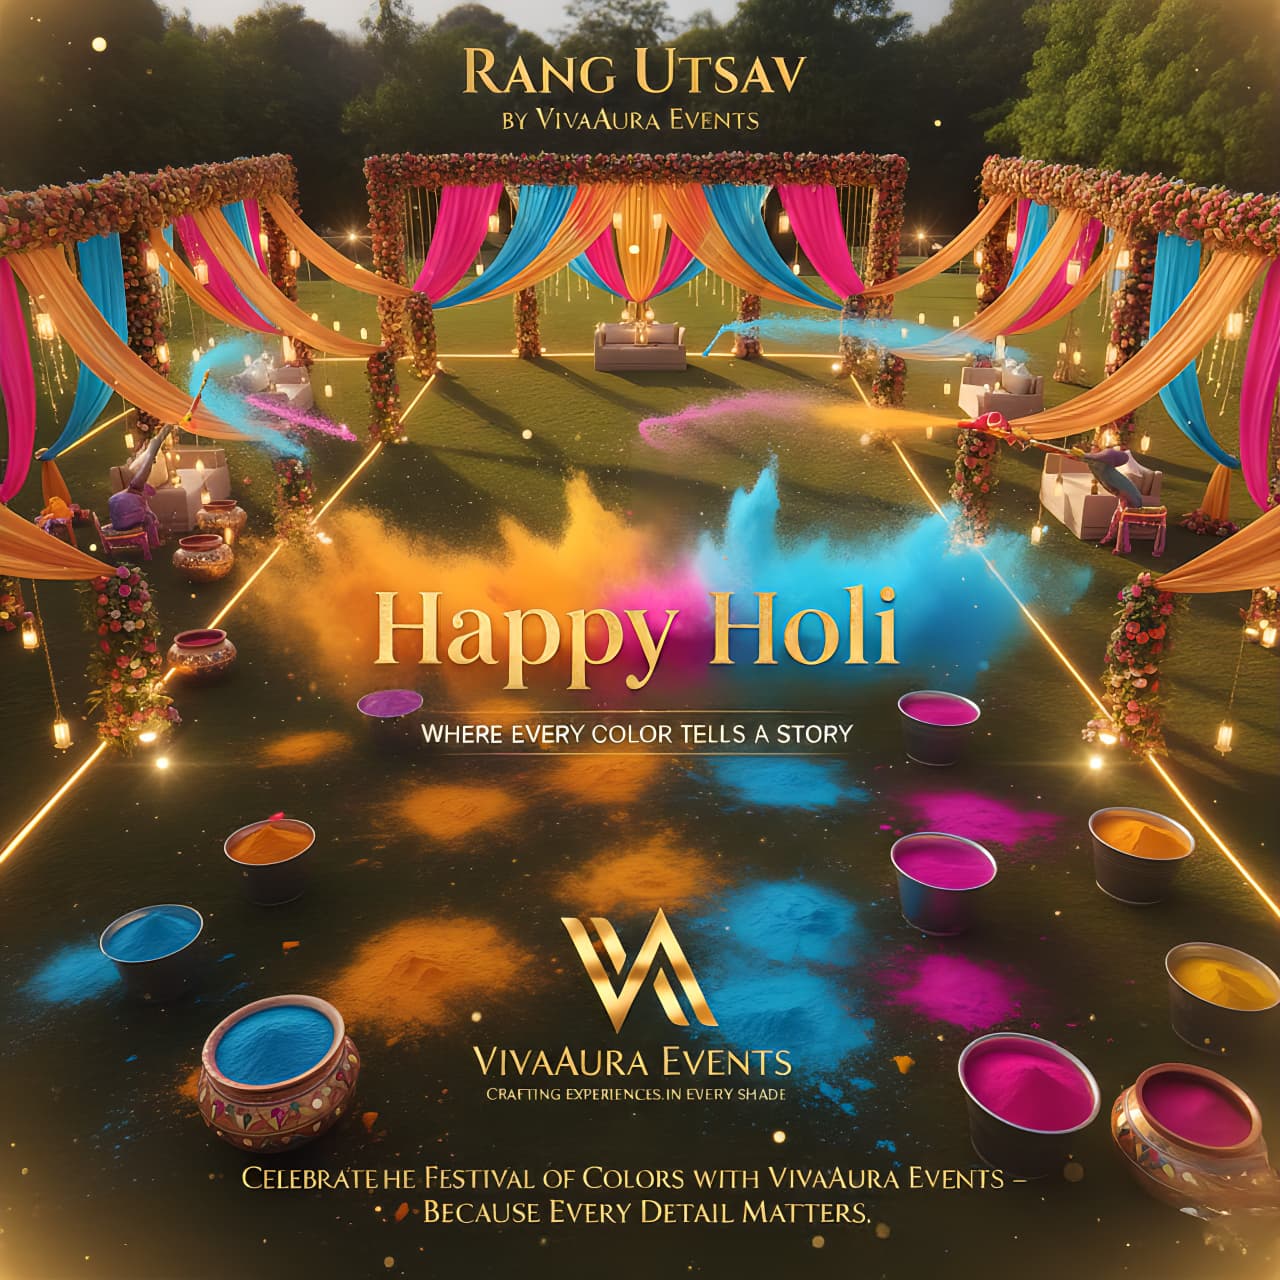 RANG UTSAV
BY VIVAAURA EVENTS
Happy Holi
WHERE EVERY COLOR TELLS A STORY
VA
VIVAAURA EVENTS
CRAFTING EXPERIENCES.IN EVERY SHADE
CELEBRATE HE FESTIVAL OF COLORS WITH VIVAAURA EVENTS –
BECAUSE EVERY DETAIL MATTERS.